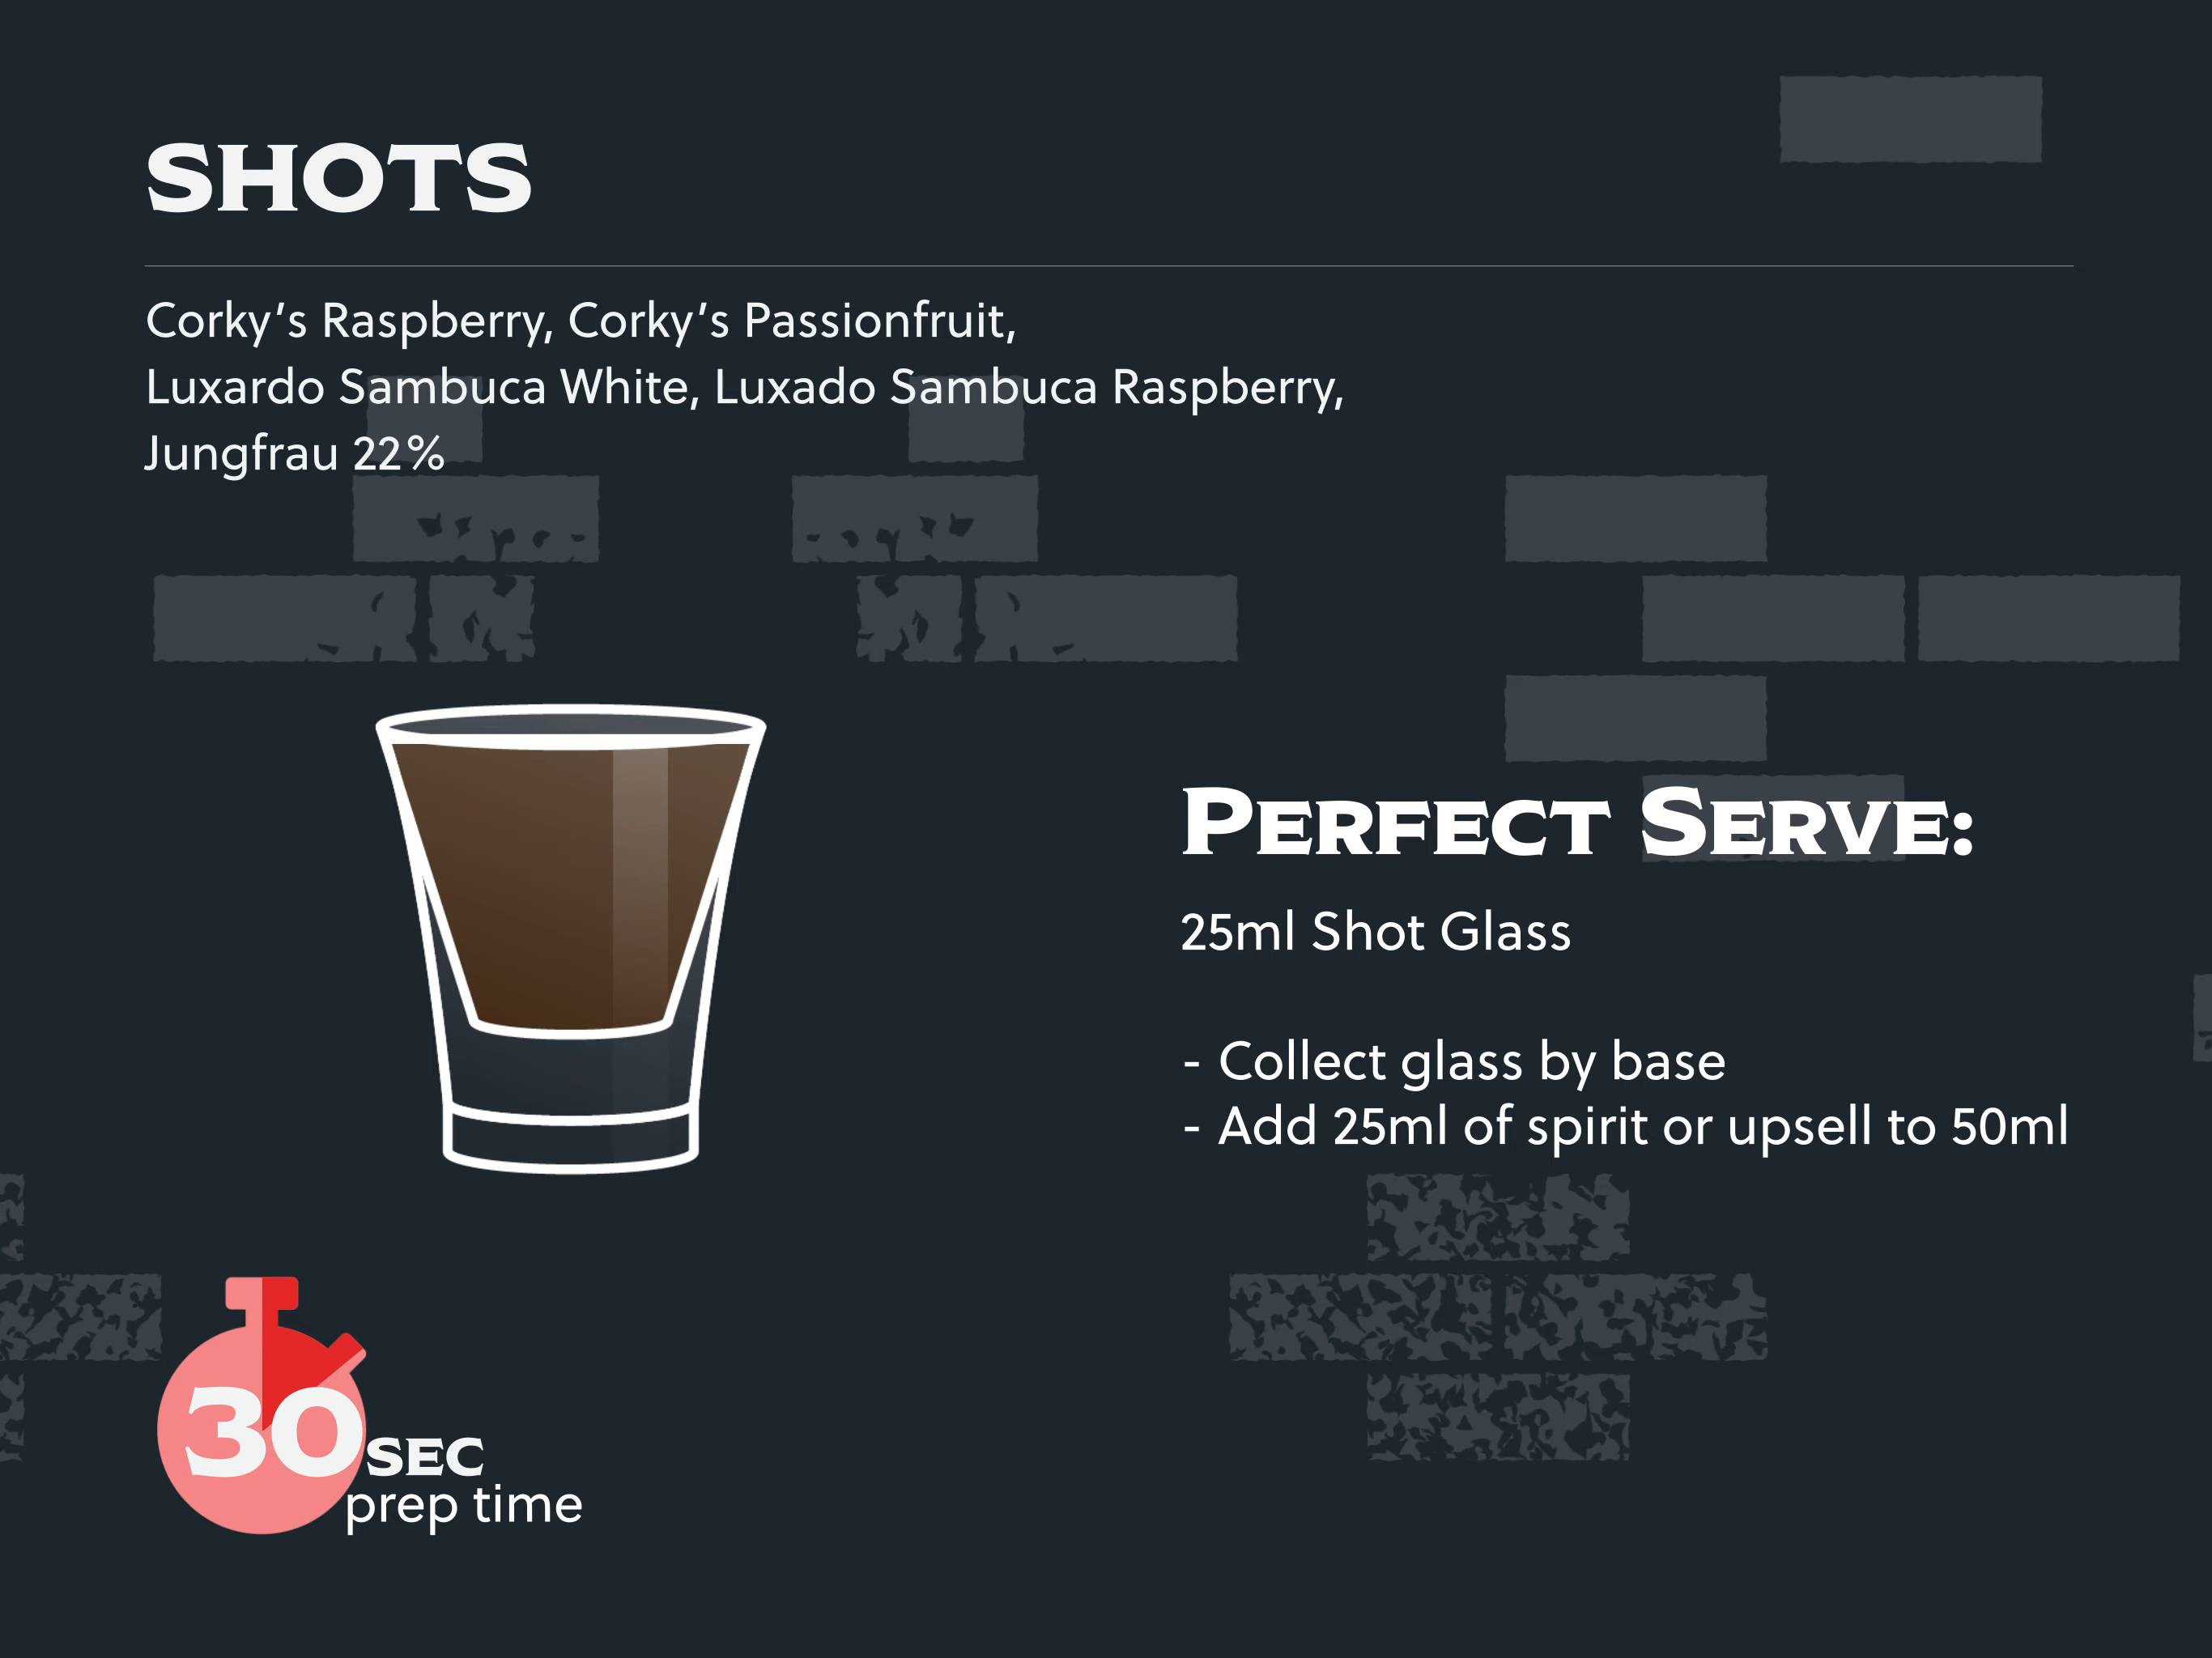 SHOTS
Corky's Raspberry, Corky's Passionfruit,
Luxardo Sambuca White, Luxado Sambuca Raspberry,
Jungfrau 22%
PERFECT SERVE:
25ml Shot Glass
- Collect glass by base
- Add 25ml of spirit or upsell to 50ml
30 SEC
prep time